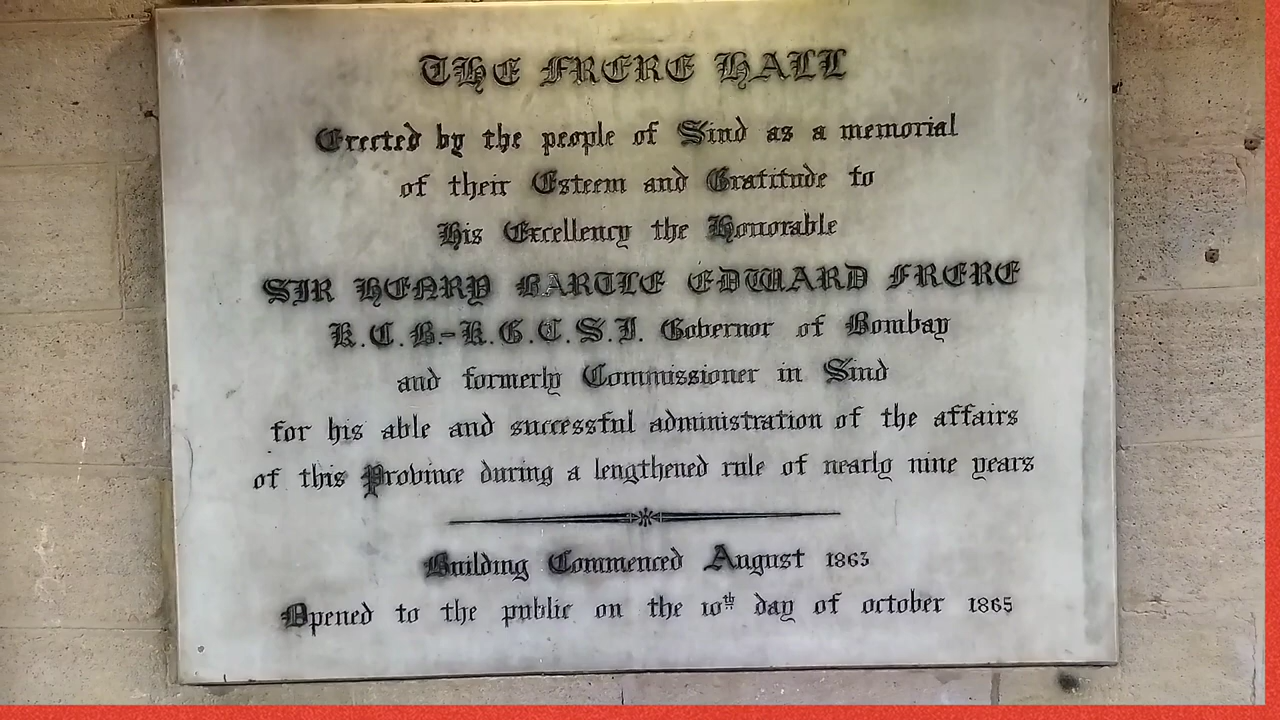 THE FRERE HALL
Erected by the people of Sind as a memorial
of their Esteem and Gratitude to
His Excellency the Honorable
SIR HENRY BARTLE EDWARD FRERE
K.C.B.-K.G.C.S.I. Governor of Bombay
and formerly Commissioner in Sind
for his able and successful administration of the affairs
of this Province during a lengthened rule of nearly nine years
Building Commenced August 1863
Opened to the public on the 10th day of october 1865